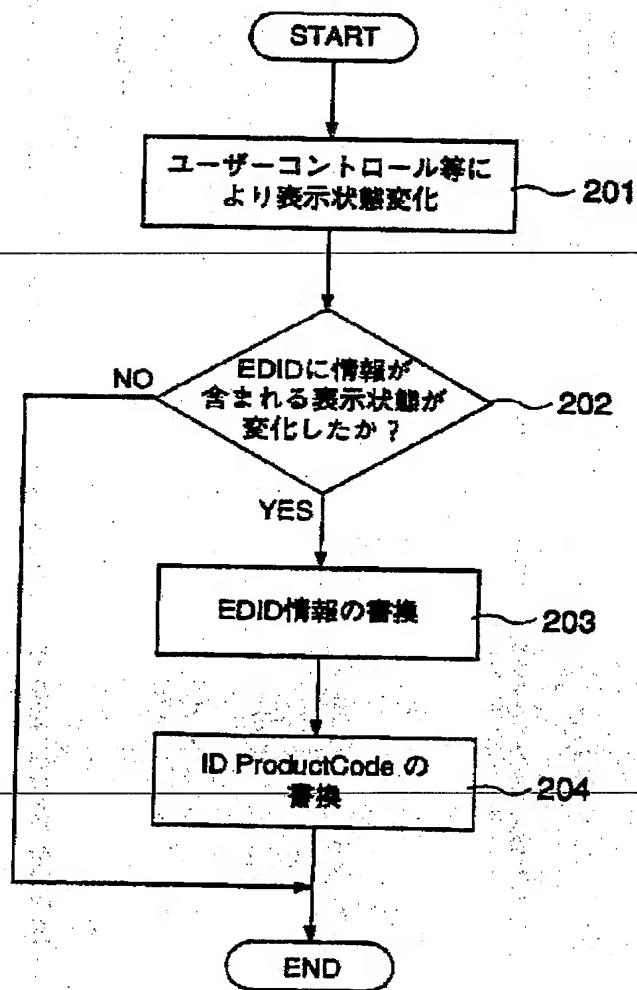 START
ユーザーコントロール等に
より表示状態変化
201
EDIDに情報が
含まれる表示状態が
変化したか？
202
NO
YES
EDID情報の書換
203
ID ProductCode の
書換
204
END